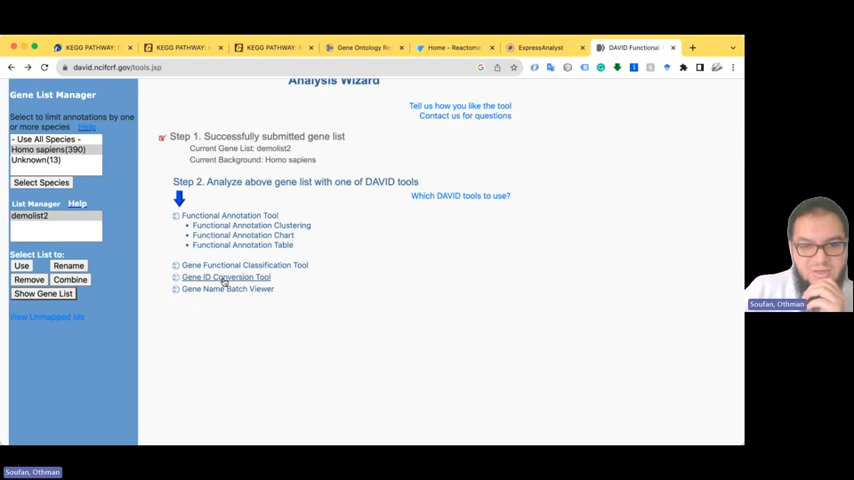 KEGG PATHWAY:
KEGG PATHWAY:
KEGG PATHWAY:
Gene Ontology Re
Home - Reactome
ExpressAnalyst
DAVID Functional A
david.ncifcrf.gov/tools.jsp
Gene List Manager
Select to limit annotations by one
or more species Help
- Use All Species -
Homo sapiens(390)
Unknown(13)
Select Species
List Manager Help
demolist2
Select List to:
Use Rename
Remove Combine
Show Gene List
View Unmapped Ids
Analysis Wizard
Tell us how you like the tool
Contact us for questions
Step 1. Successfully submitted gene list
Current Gene List: demolist2
Current Background: Homo sapiens
Step 2. Analyze above gene list with one of DAVID tools
Which DAVID tools to use?
Functional Annotation Tool
• Functional Annotation Clustering
• Functional Annotation Chart
• Functional Annotation Table
Gene Functional Classification Tool
Gene ID Conversion Tool
Gene Name Batch Viewer
Soufan, Othman
Soufan, Othman